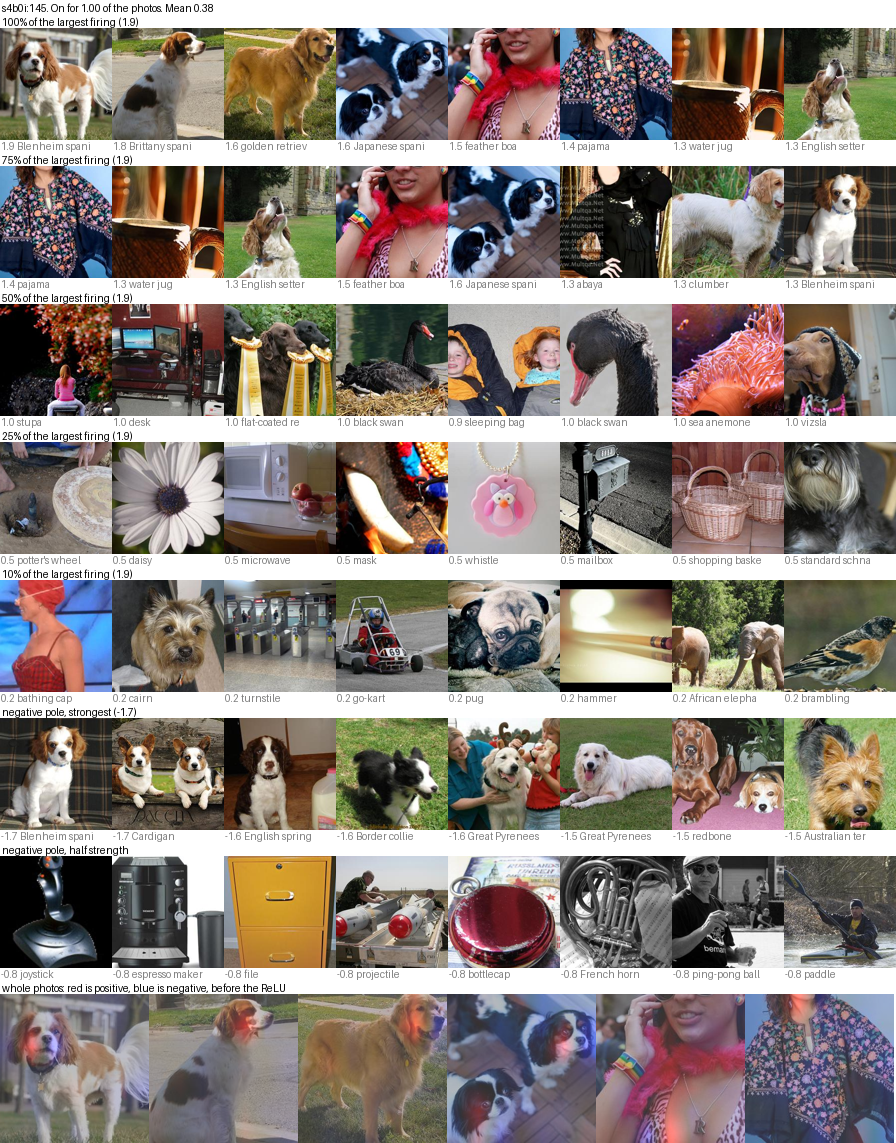 s4b0i:145. On for 1.00 of the photos. Mean 0.38
100% of the largest firing (1.9)
1.9 Blenheim spani
1.8 Brittany spani
1.6 golden retriev
1.6 Japanese spani
1.5 feather boa
1.4 pajama
1.3 water jug
1.3 English setter
75% of the largest firing (1.9)
1.4 pajama
1.3 water jug
1.3 English setter
1.5 feather boa
1.6 Japanese spani
1.3 abaya
1.3 clumber
1.3 Blenheim spani
50% of the largest firing (1.9)
1.0 stupa
1.0 desk
1.0 flat-coated re
1.0 black swan
0.9 sleeping bag
1.0 black swan
1.0 sea anemone
1.0 vizsla
25% of the largest firing (1.9)
0.5 potter's wheel
0.5 daisy
0.5 microwave
0.5 mask
0.5 whistle
0.5 mailbox
0.5 shopping baske
0.5 standard schna
10% of the largest firing (1.9)
69
0.2 bathing cap
0.2 cairn
0.2 turnstile
0.2 go-kart
0.2 pug
0.2 hammer
0.2 African elepha
0.2 brambling
negative pole, strongest (-1.7)
-1.7 Blenheim spani
-1.7 Cardigan
-1.6 English spring
-1.6 Border collie
-1.6 Great Pyrenees
-1.5 Great Pyrenees
-1.5 redbone
-1.5 Australian ter
negative pole, half strength
-0.8 joystick
-0.8 espresso maker
-0.8 file
-0.8 projectile
-0.8 bottlecap
-0.8 French horn
-0.8 ping-pong ball
-0.8 paddle
whole photos: red is positive, blue is negative, before the ReLU